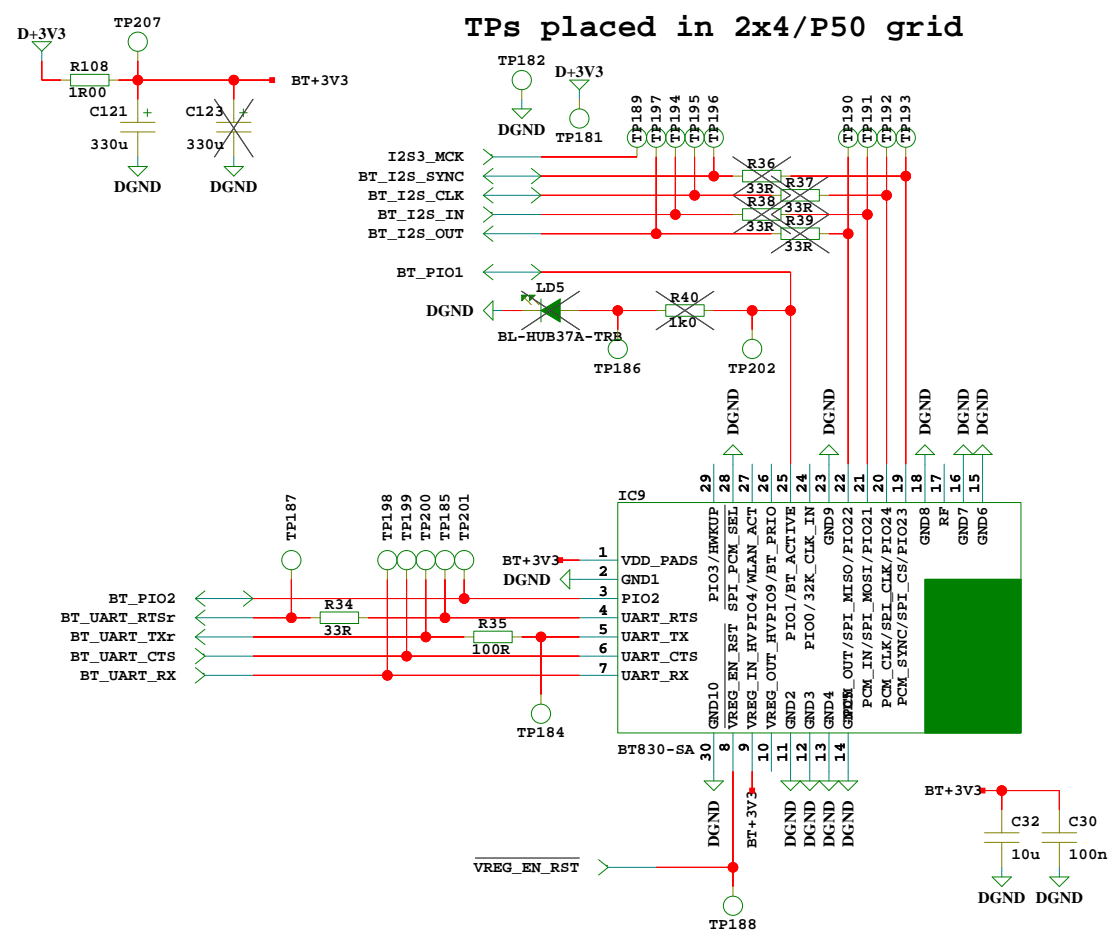 TPs placed in 2x4/P50 grid
TP207
D+3V3
R108
1R00
BT+3V3
C121
330u
DGND
C123
330u
DGND
TP182
DGND
D+3V3
TP181
TP189
TP197
TP194
TP195
TP196
TP190
TP191
TP192
TP193
I2S3_MCK
BT_I2S_SYNC
BT_I2S_CLK
BT_I2S_IN
BT_I2S_OUT
R36
33R
R37
33R
R38
33R
R39
33R
BT_PIO1
DGND
LD5
BL-HUB37A-TRB
R40
1k0
TP186
TP202
DGND
DGND
DGND
DGND
DGND
29
28
27
26
25
24
23
22
21
20
19
18
17
16
15
IC9
PIO3/HWKUP
SPI_PCM_SEL
VREG_IN_HVPIO4/WLAN_ACT
VREG_OUT_HVPIO9/BT_PRIO
PIO1/BT_ACTIVE
PIO0/32K_CLK_IN
GND9
PCM_OUT/SPI_MISO/PIO22
PCM_IN/SPI_MOSI/PIO21
PCM_CLK/SPI_CLK/PIO24
PCM_SYNC/SPI_CS/PIO23
GND8
RF
GND7
GND6
TP187
TP198
TP199
TP200
TP185
TP201
BT+3V3
1
VDD_PADS
DGND
2
GND1
BT_PIO2
3
PIO2
BT_UART_RTSr
R34
33R
4
UART_RTS
BT_UART_TXr
R35
100R
5
UART_TX
BT_UART_CTS
6
UART_CTS
BT_UART_RX
7
UART_RX
TP184
GND10
VREG_EN_RST
GND2
GND3
GND4
GND5
BT830-SA
30
8
9
10
11
12
13
14
DGND
BT+3V3
DGND
DGND
DGND
DGND
VREG_EN_RST
TP188
BT+3V3
C32
10u
DGND
C30
100n
DGND